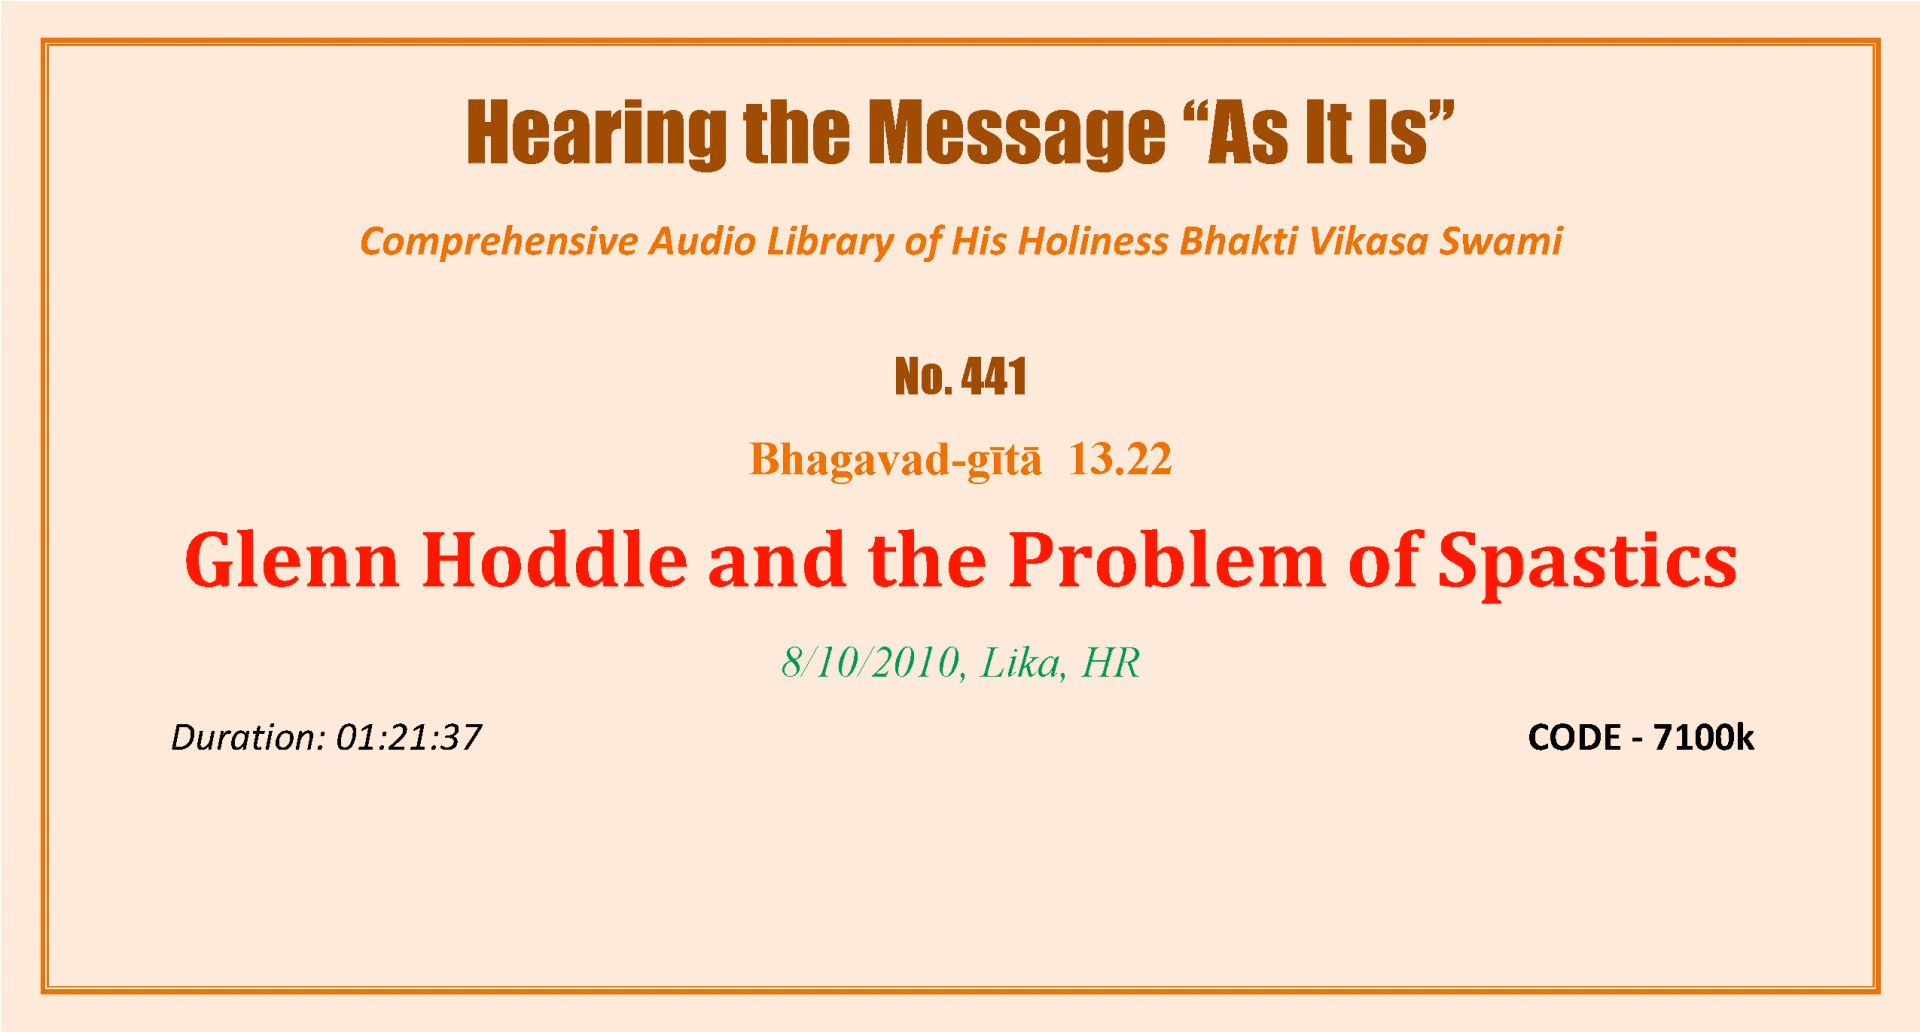 Hearing the Message “As It Is”
Comprehensive Audio Library of His Holiness Bhakti Vikasa Swami
No. 441
Bhagavad-gītā 13.22
Glenn Hoddle and the Problem of Spastics
8/10/2010, Lika, HR
Duration: 01:21:37 CODE - 7100k